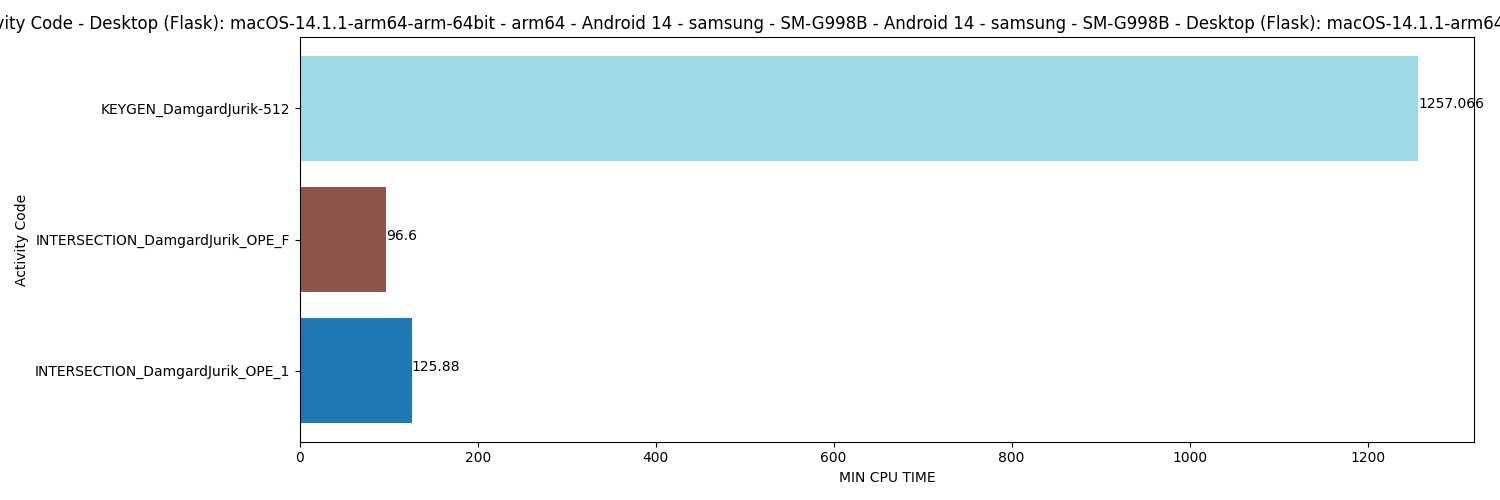 vity Code - Desktop (Flask): macOS-14.1.1-arm64-arm-64bit - arm64 - Android 14 - samsung - SM-G998B - Android 14 - samsung - SM-G998B - Desktop (Flask): macOS-14.1.1-arm64
KEYGEN_DamgardJurik-512
1257.066
INTERSECTION_DamgardJurik_OPE_F
96.6
INTERSECTION_DamgardJurik_OPE_1
125.88
Activity Code
0 200 400 600 800 1000 1200
MIN CPU TIME